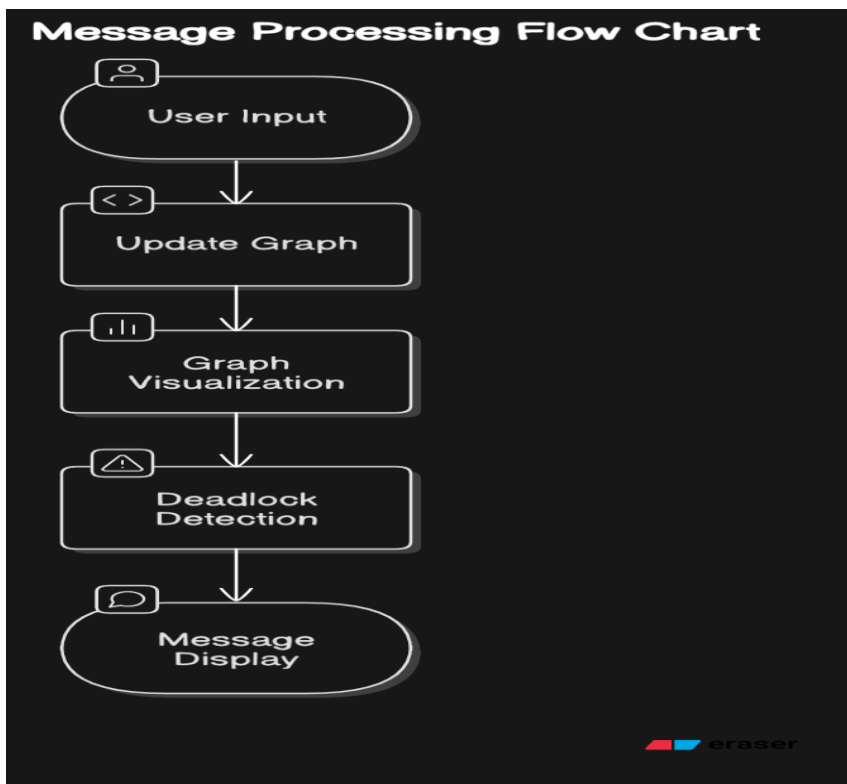 Message Processing Flow Chart
User Input
Update Graph
Graph
Visualization
Deadlock
Detection
Message
Display
eraser